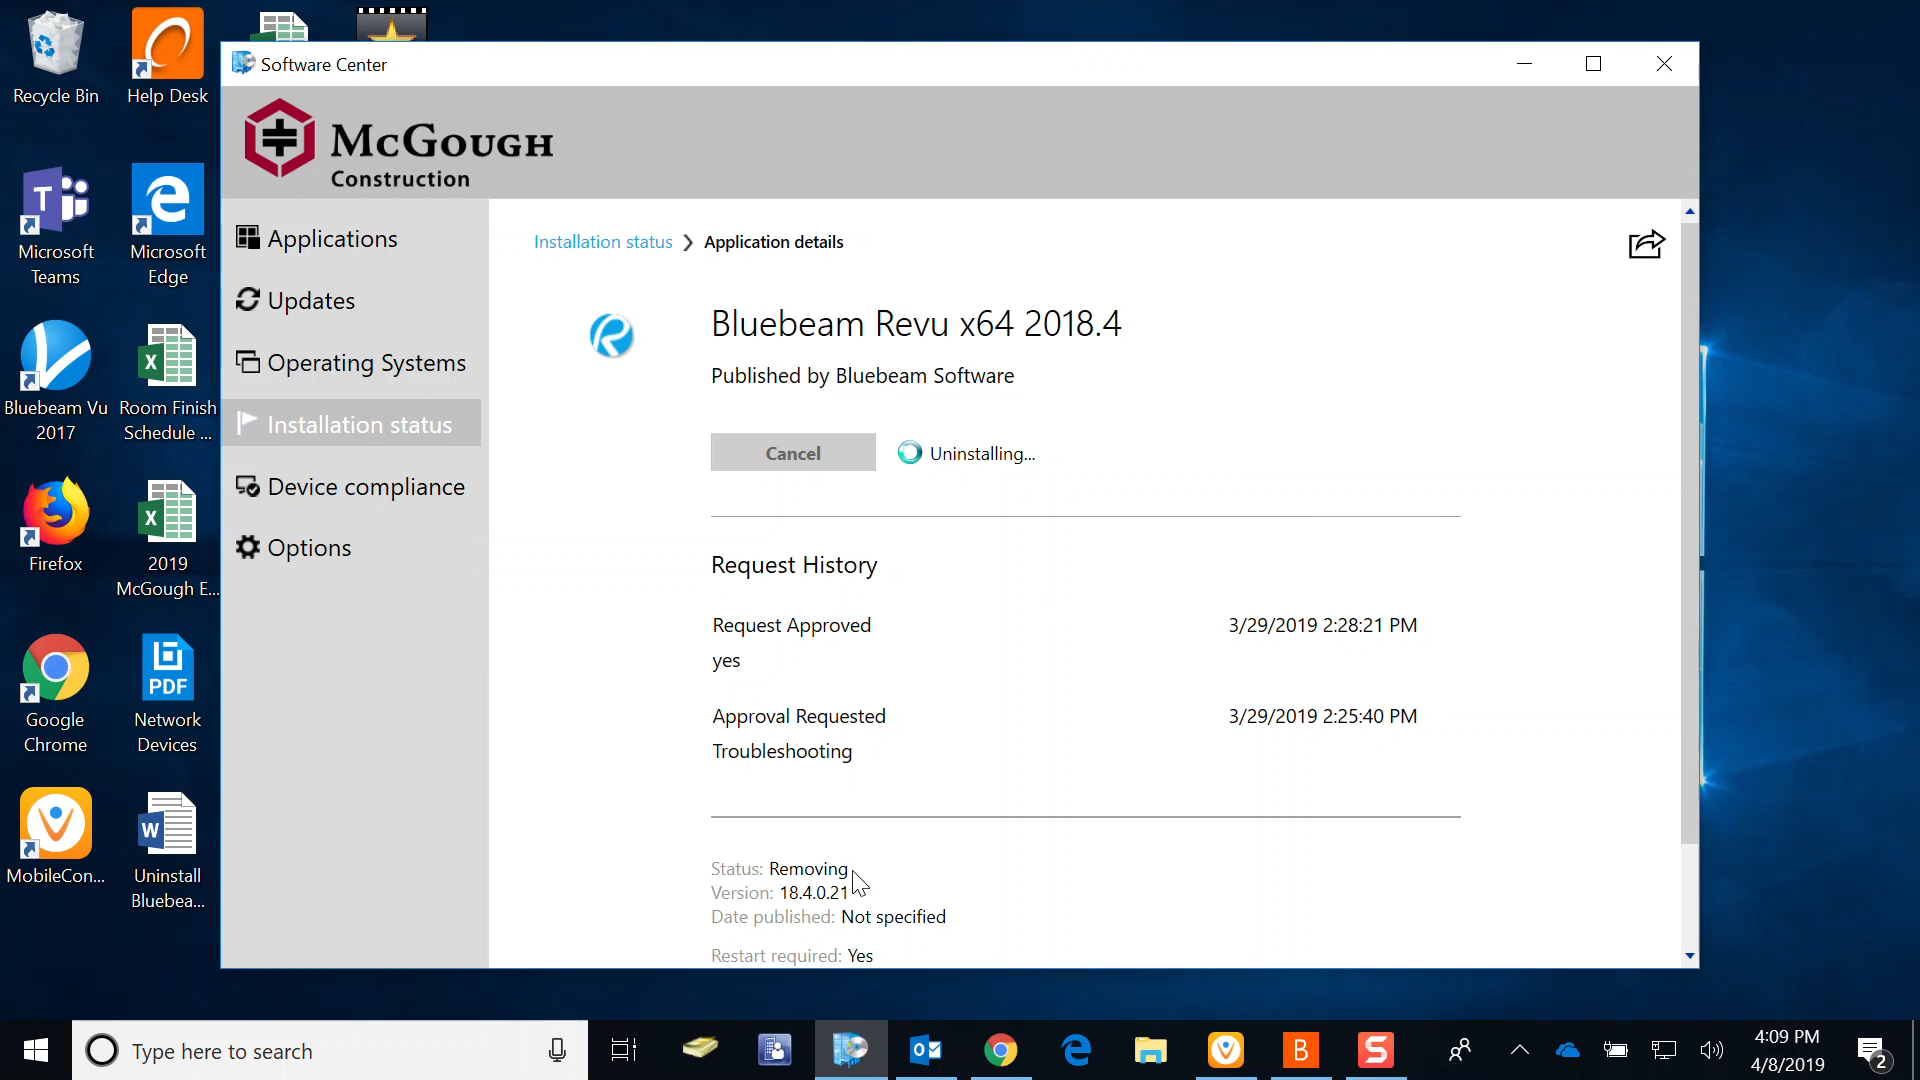 Recycle Bin
Help Desk
Software Center
McGough
Construction
Microsoft
Teams
Microsoft
Edge
Bluebeam Vu
2017
Room Finish
Schedule ...
Firefox
2019
McGough E...
Google
Chrome
PDF
Network
Devices
MobileCon...
Uninstall
Bluebea...
Applications
Updates
Operating Systems
Installation status
Device compliance
Options
Installation status ❯ Application details
Bluebeam Revu x64 2018.4
Published by Bluebeam Software
Cancel
Uninstalling...
Request History
Request Approved 3/29/2019 2:28:21 PM
yes
Approval Requested 3/29/2019 2:25:40 PM
Troubleshooting
Status: Removing
Version: 18.4.0.21
Date published: Not specified
Restart required: Yes
Type here to search
4:09 PM
4/8/2019
2